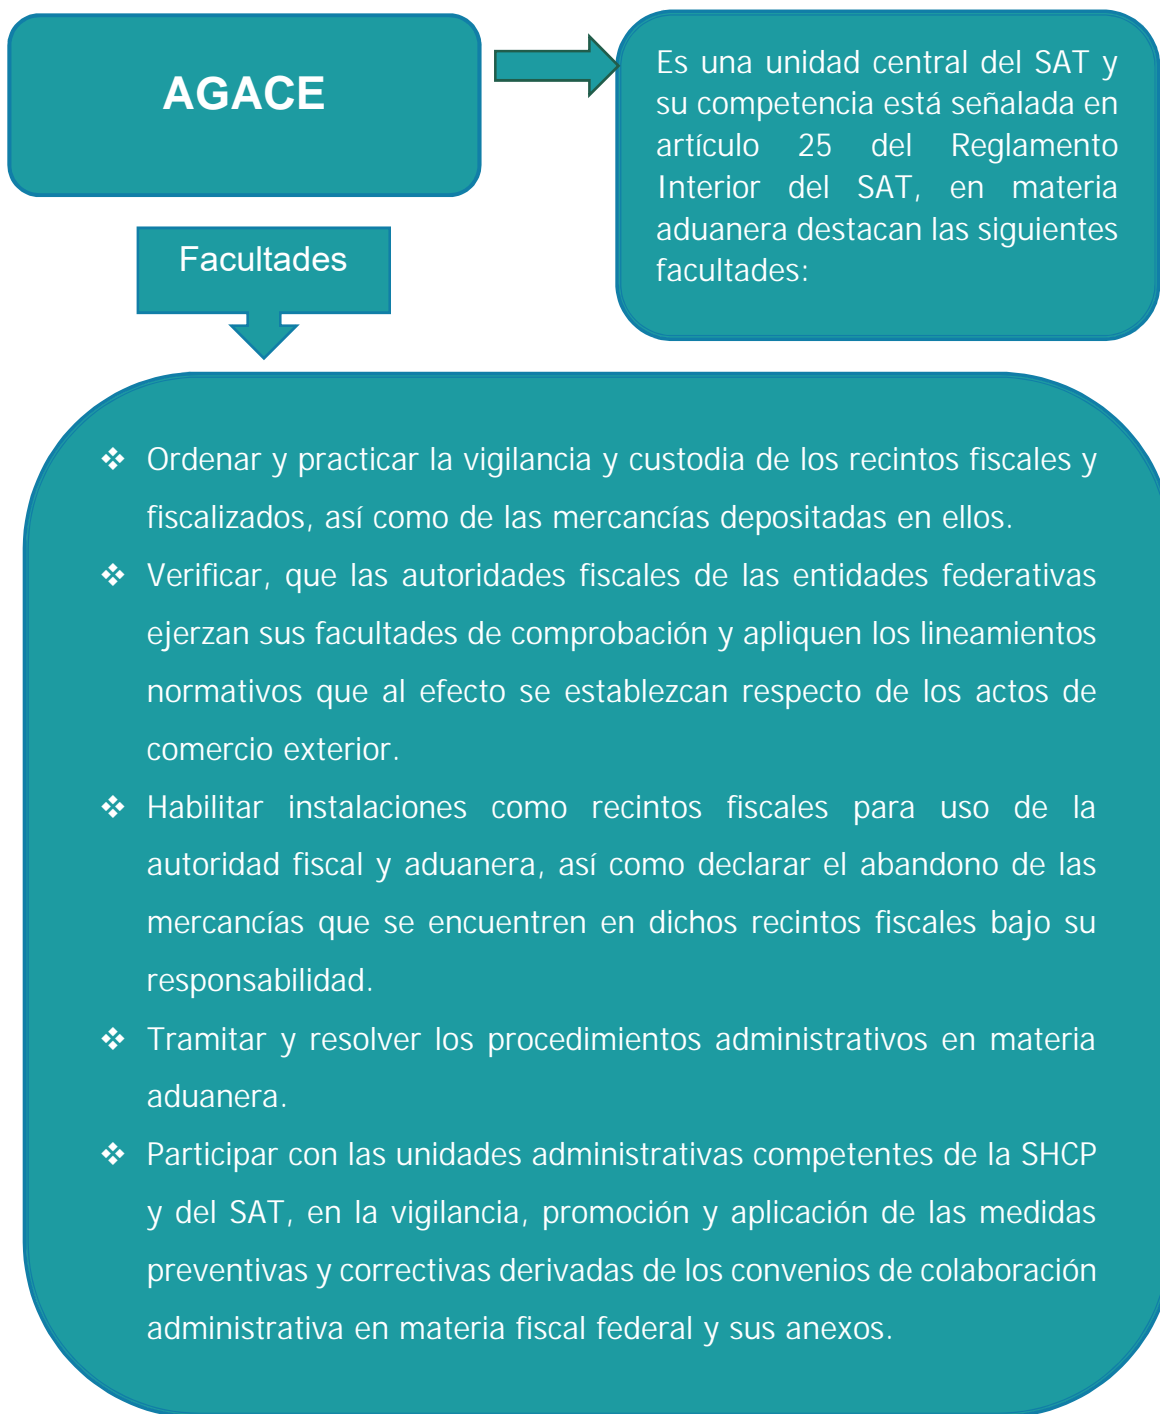 AGACE
Es una unidad central del SAT y
su competencia está señalada en
artículo 25 del Reglamento
Interior del SAT, en materia
aduanera destacan las siguientes
facultades:
Facultades
❖ Ordenar y practicar la vigilancia y custodia de los recintos fiscales y
fiscalizados, así como de las mercancías depositadas en ellos.
❖ Verificar, que las autoridades fiscales de las entidades federativas
ejerzan sus facultades de comprobación y apliquen los lineamientos
normativos que al efecto se establezcan respecto de los actos de
comercio exterior.
❖ Habilitar instalaciones como recintos fiscales para uso de la
autoridad fiscal y aduanera, así como declarar el abandono de las
mercancías que se encuentren en dichos recintos fiscales bajo su
responsabilidad.
❖ Tramitar y resolver los procedimientos administrativos en materia
aduanera.
❖ Participar con las unidades administrativas competentes de la SHCP
y del SAT, en la vigilancia, promoción y aplicación de las medidas
preventivas y correctivas derivadas de los convenios de colaboración
administrativa en materia fiscal federal y sus anexos.